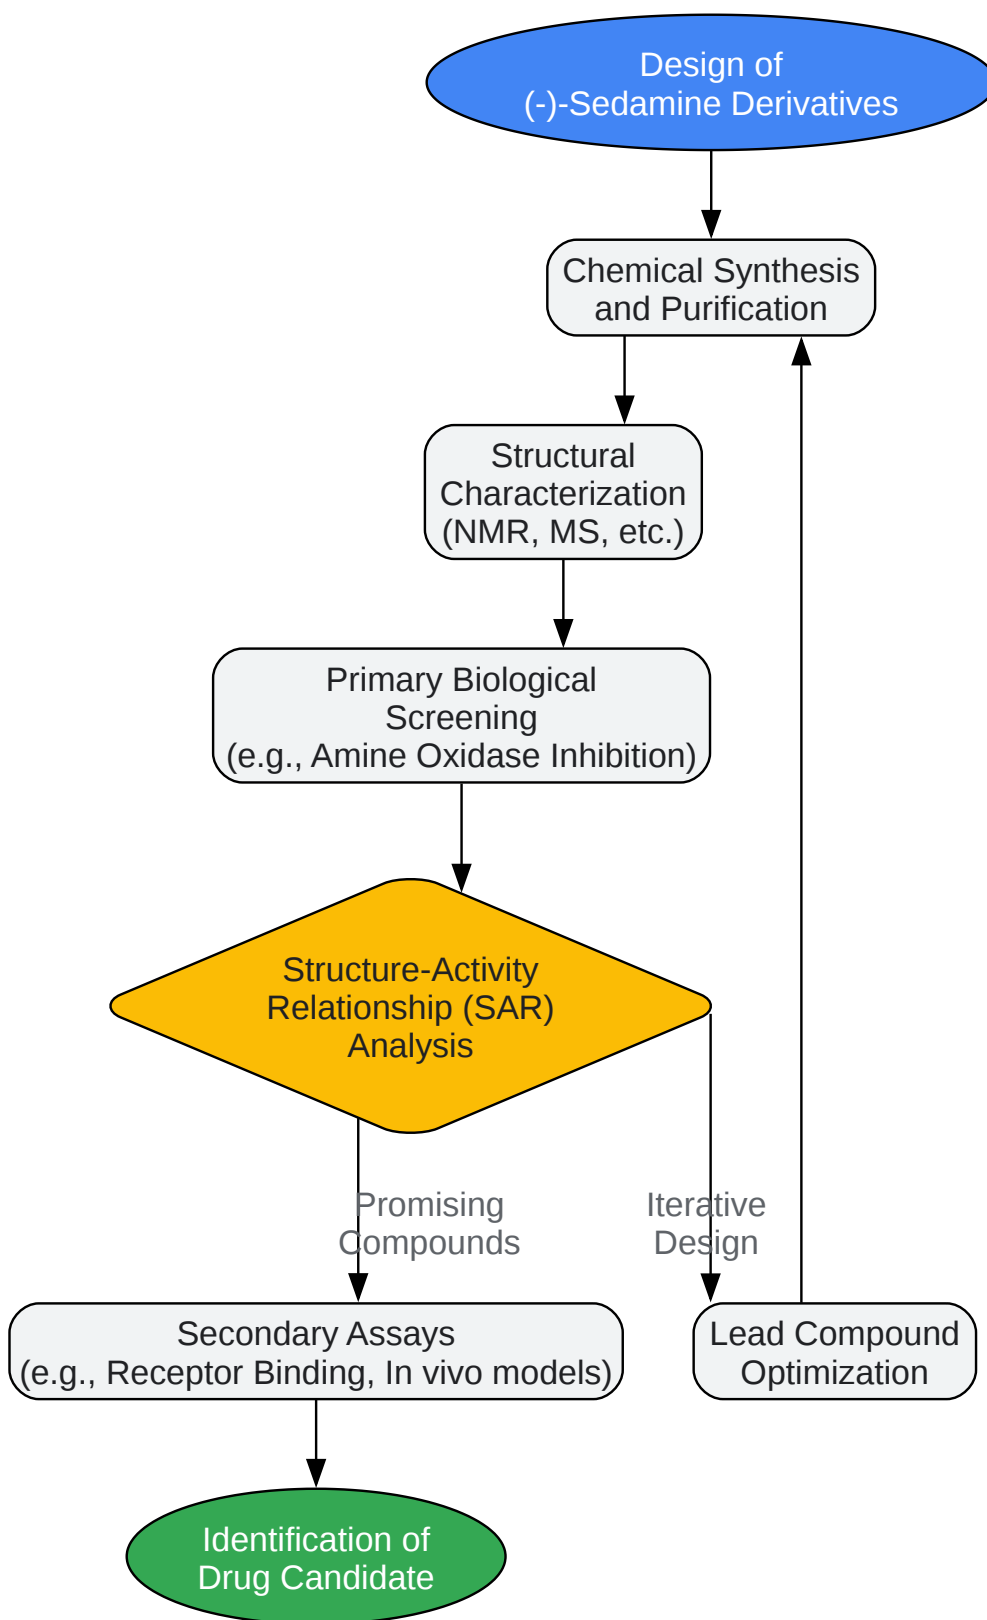 Design of
(-)-Sedamine Derivatives
Chemical Synthesis
and Purification
Structural
Characterization
(NMR, MS, etc.)
Primary Biological
Screening
(e.g., Amine Oxidase Inhibition)
Structure-Activity
Relationship (SAR)
Analysis
Promising
Compounds
Iterative
Design
Secondary Assays
(e.g., Receptor Binding, In vivo models)
Lead Compound
Optimization
Identification of
Drug Candidate